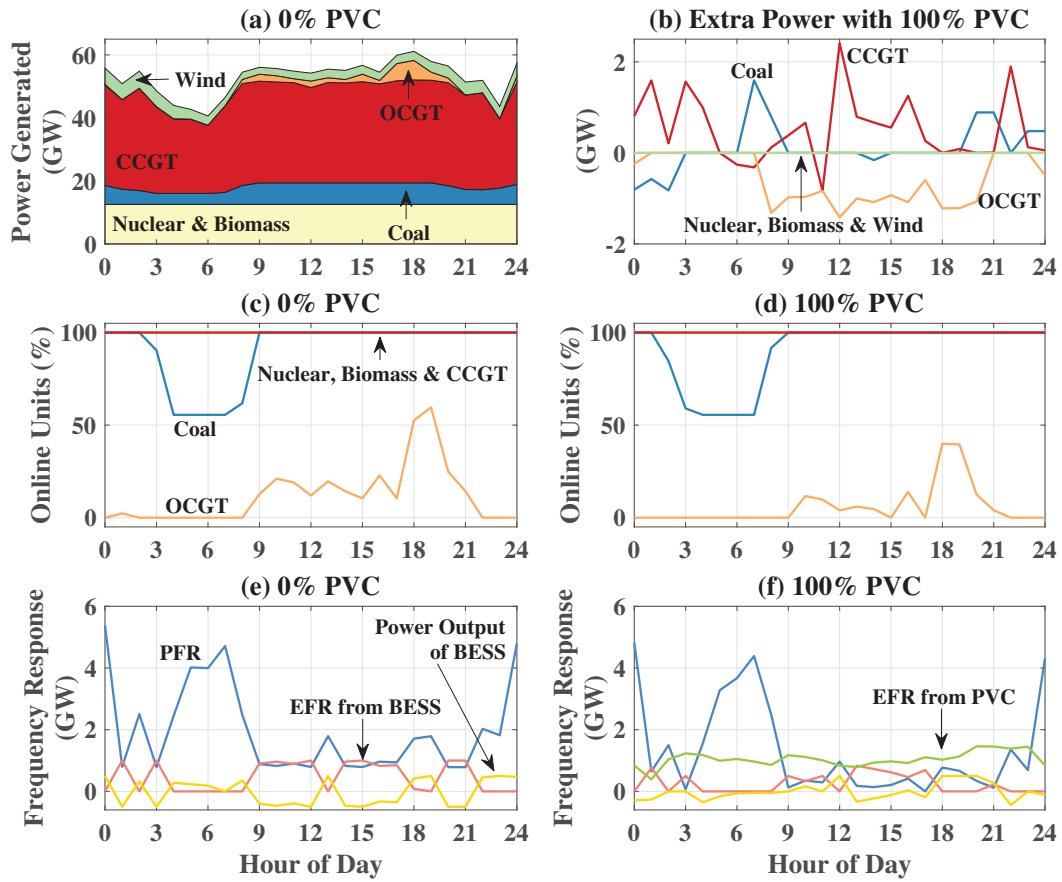 (a) 0% PVC
Power Generated
(GW)
60
40
20
0
Wind
OCGT
CCGT
Nuclear & Biomass
Coal
0 3 6 9 12 15 18 21 24
(b) Extra Power with 100% PVC
(GW)
2
0
-2
Coal
CCGT
OCGT
Nuclear, Biomass & Wind
0 3 6 9 12 15 18 21 24
(c) 0% PVC
Online Units (%)
100
50
0
Nuclear, Biomass & CCGT
Coal
OCGT
0 3 6 9 12 15 18 21 24
(d) 100% PVC
Online Units (%)
100
50
0
0 3 6 9 12 15 18 21 24
(e) 0% PVC
Frequency Response
(GW)
6
4
2
0
PFR
Power Output
of BESS
EFR from BESS
0 3 6 9 12 15 18 21 24
Hour of Day
(f) 100% PVC
Frequency Response
(GW)
6
4
2
0
EFR from PVC
0 3 6 9 12 15 18 21 24
Hour of Day